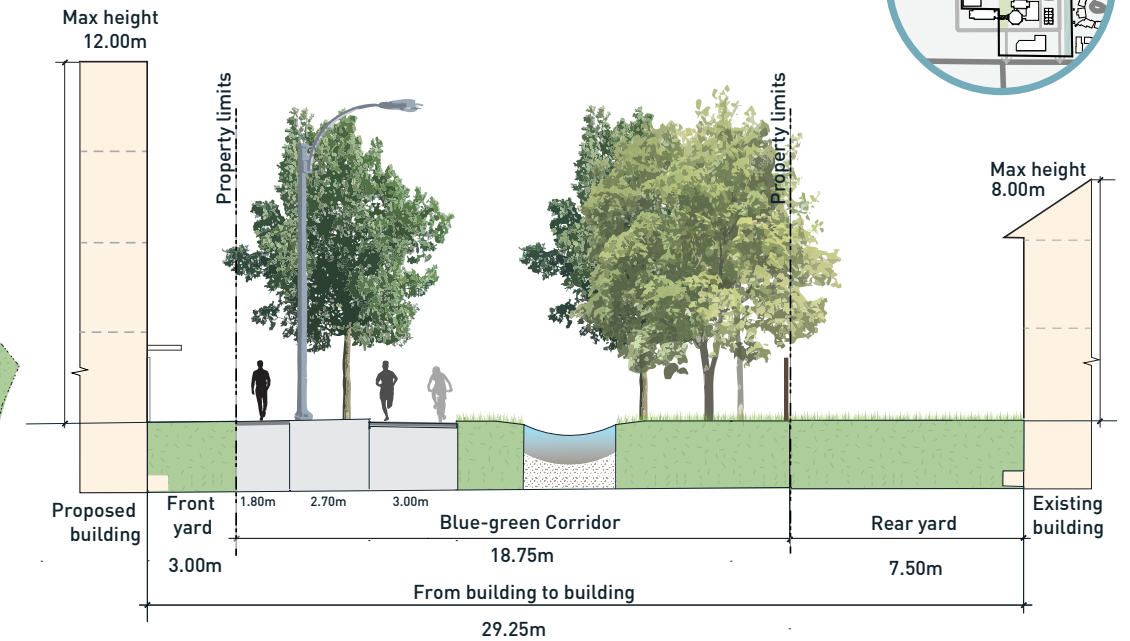 Max height
12.00m
Property limits
Property limits
Max height
8.00m
Proposed
building
Front
yard
3.00m
1.80m
2.70m
3.00m
Blue-green Corridor
18.75m
Rear yard
7.50m
Existing
building
From building to building
29.25m